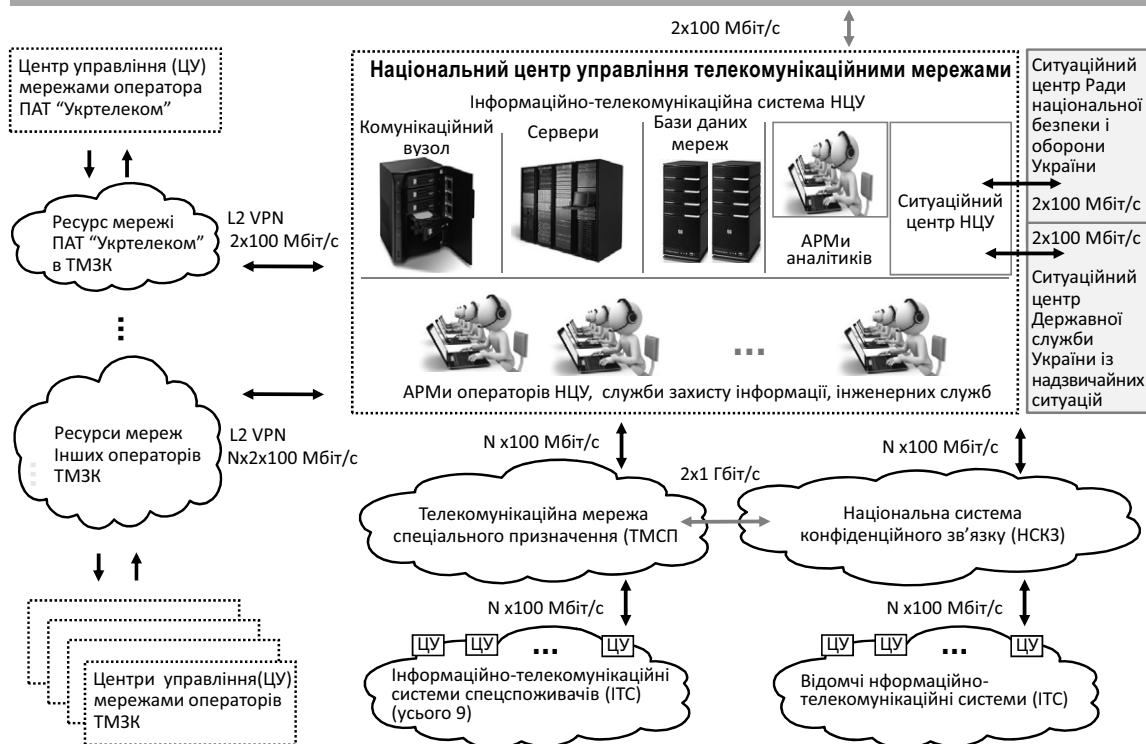 2x100 Мбіт/с
Центр управління (ЦУ)
мережами оператора
ПАТ “Укртелеком”
Національний центр управління телекомунікаційними мережами
Інформаційно-телекомунікаційна система НЦУ
Комунікаційний
вузол
Сервери
Бази даних
мереж
АРМи
аналітиків
Ситуаційний
центр НЦУ
Ситуаційний
центр Ради
національної
безпеки і
оборони
України
2x100 Мбіт/с
2x100 Мбіт/с
Ситуаційний
центр
Державної
служби
України із
надзвичайних
ситуацій
Ресурс мережі
ПАТ “Укртелеком”
в ТМЗК
L2 VPN
2x100 Мбіт/с
...
...
АРМи операторів НЦУ, служби захисту інформації, інженерних служб
Ресурси мереж
Інших операторів
ТМЗК
L2 VPN
Nx2x100 Мбіт/с
N x100 Мбіт/с
N x100 Мбіт/с
2x1 Гбіт/с
Телекомунікаційна мережа
спеціального призначення (ТМСП
Національна система
конфіденційного зв’язку (НСКЗ)
N x100 Мбіт/с
N x100 Мбіт/с
Центри управління(ЦУ)
мережами операторів
ТМЗК
ЦУ ЦУ ... ЦУ
Інформаційно-телекомунікаційні
системи спецспоживачів (ІТС)
(усього 9)
ЦУ ЦУ ... ЦУ
Відомчі нформаційно-
телекомунікаційні системи (ІТС)